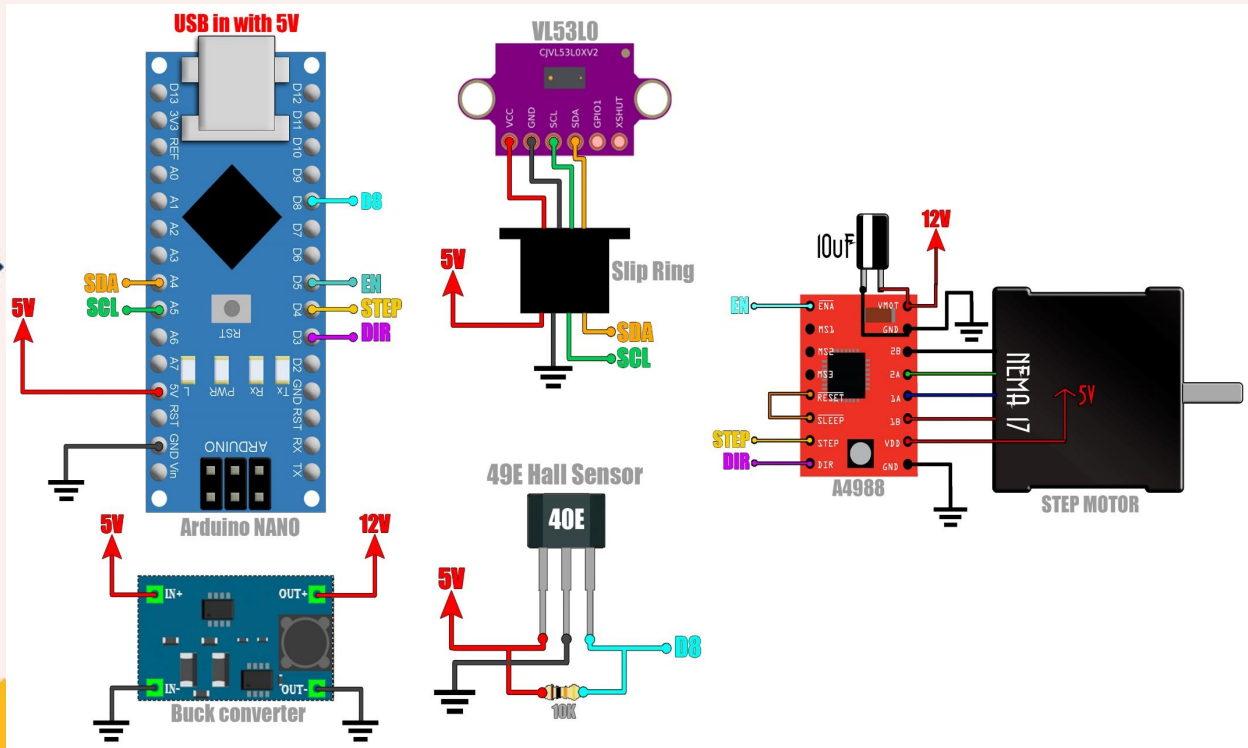 USB in with 5V
D13
3V3
REF
A0
A1
A2
A3
A4
A5
A6
A7
5V
RST
GND
Vin
D12
D11
D10
D9
D8
D7
D6
D5
D4
D3
D2
GND
RST
RX
TX
RST
L
PWR
Rx
Tx
ARDUINO
SDA
SCL
5V
D8
EN
STEP
DIR
Arduino NANO
5V
12V
IN+
OUT+
IN-
OUT-
Buck converter
VL53L0
CJVL53L0XV2
VCC
GND
SCL
SDA
GPIO1
XSHUT
5V
Slip Ring
SDA
SCL
49E Hall Sensor
40E
5V
D8
10K
10uF
12V
EN
STEP
DIR
ENA
MS1
MS2
MS3
RESET
SLEEP
STEP
DIR
VMOT
GND
2B
2A
1A
1B
VDD
GND
A4988
NEMA 17
5V
STEP MOTOR